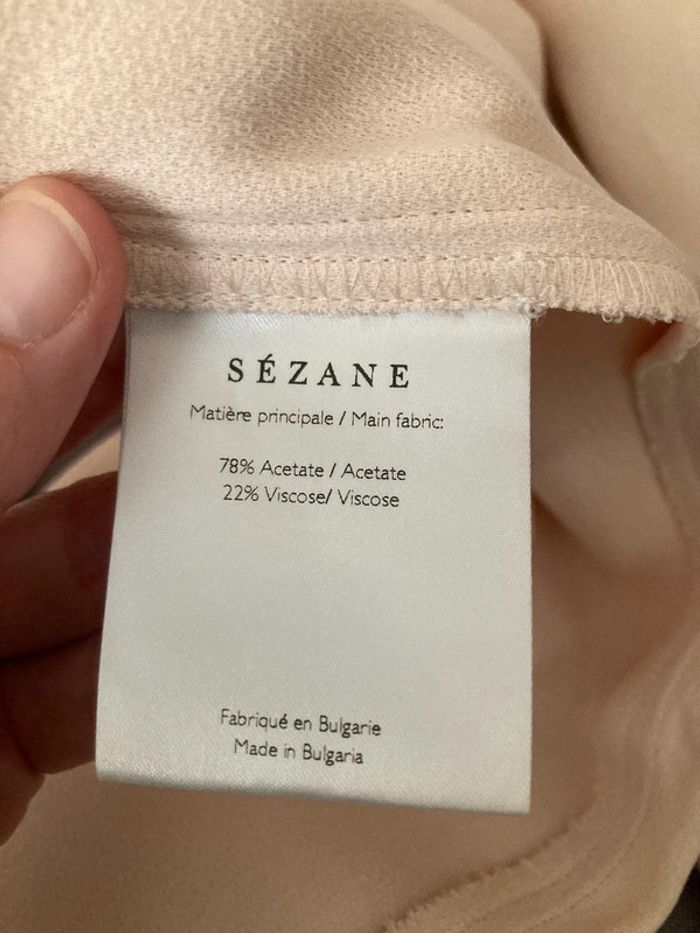 SÉZANE
Matière principale / Main fabric:
78% Acetate / Acetate
22% Viscose/ Viscose
Fabriqué en Bulgarie
Made in Bulgaria